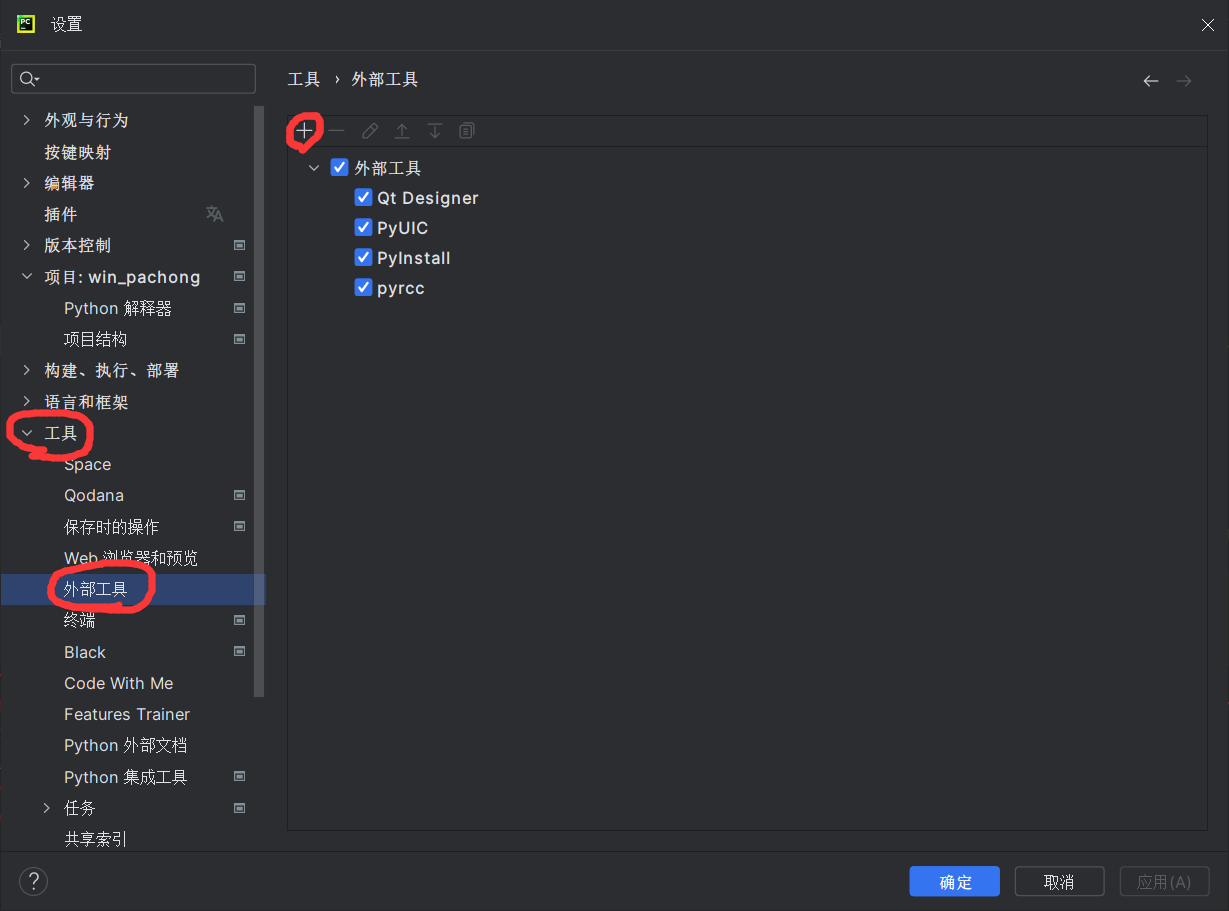 设置
工具 › 外部工具
外观与行为
按键映射
编辑器
插件
版本控制
项目: win_pachong
Python 解释器
项目结构
构建、执行、部署
语言和框架
工具
Space
Qodana
保存时的操作
Web 浏览器和预览
外部工具
终端
Black
Code With Me
Features Trainer
Python 外部文档
Python 集成工具
任务
共享索引
外部工具
Qt Designer
PyUIC
PyInstall
pyrcc
?
确定
取消
应用(A)